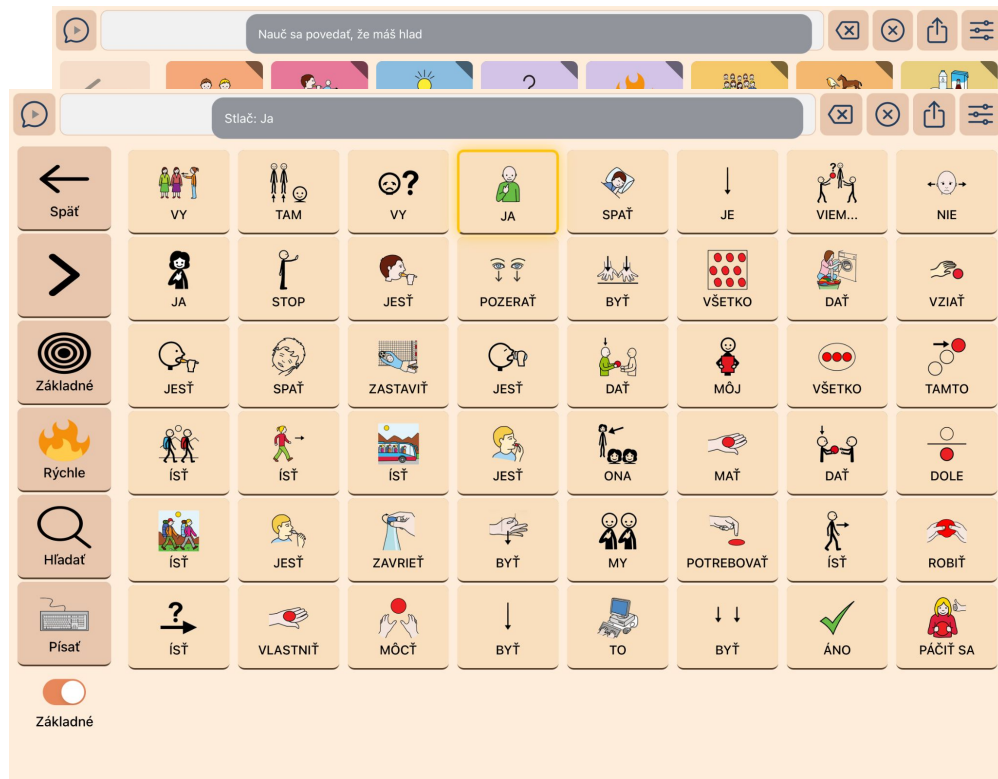 Nauč sa povedať, že máš hlad
?
Stlač: Ja
Späť
?
?
VY
TAM
VY
JA
SPAŤ
JE
VIEM...
NIE
JA
STOP
JESŤ
POZERAŤ
BYŤ
VŠETKO
DAŤ
VZIAŤ
Základné
JESŤ
SPAŤ
ZASTAVIŤ
JESŤ
DAŤ
MÔJ
VŠETKO
TAMTO
Rýchle
ÍSŤ
ÍSŤ
ÍSŤ
JESŤ
ONA
MAŤ
DAŤ
DOLE
Hľadať
ÍSŤ
JESŤ
ZAVRIEŤ
BYŤ
MY
POTREBOVAŤ
ÍSŤ
ROBIŤ
Písať
?
ÍSŤ
VLASTNIŤ
MÔCŤ
BYŤ
TO
BYŤ
ÁNO
PÁČIŤ SA
Základné